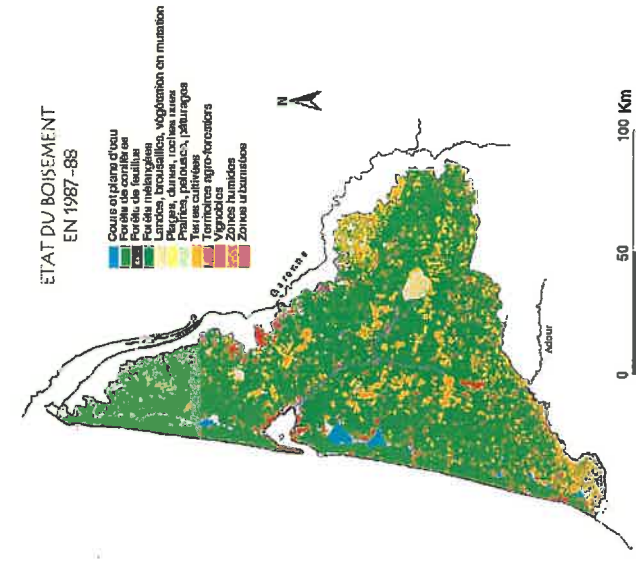 ETAT DU BOISEMENT
EN 1987-88
Cours et plans d'eau
Forêts de conifères
Forêts de feuillus
Forêts mélangées
Landes, brousailles, végétation en mutation
Plages, dunes, roches nues
Prairies, pelouses, pâturages
Terres cultivées
Territoires agro-forestiers
Vignobles
Zones humides
Zones urbanisées
N
Garonne
Adour
0 50 100 Km